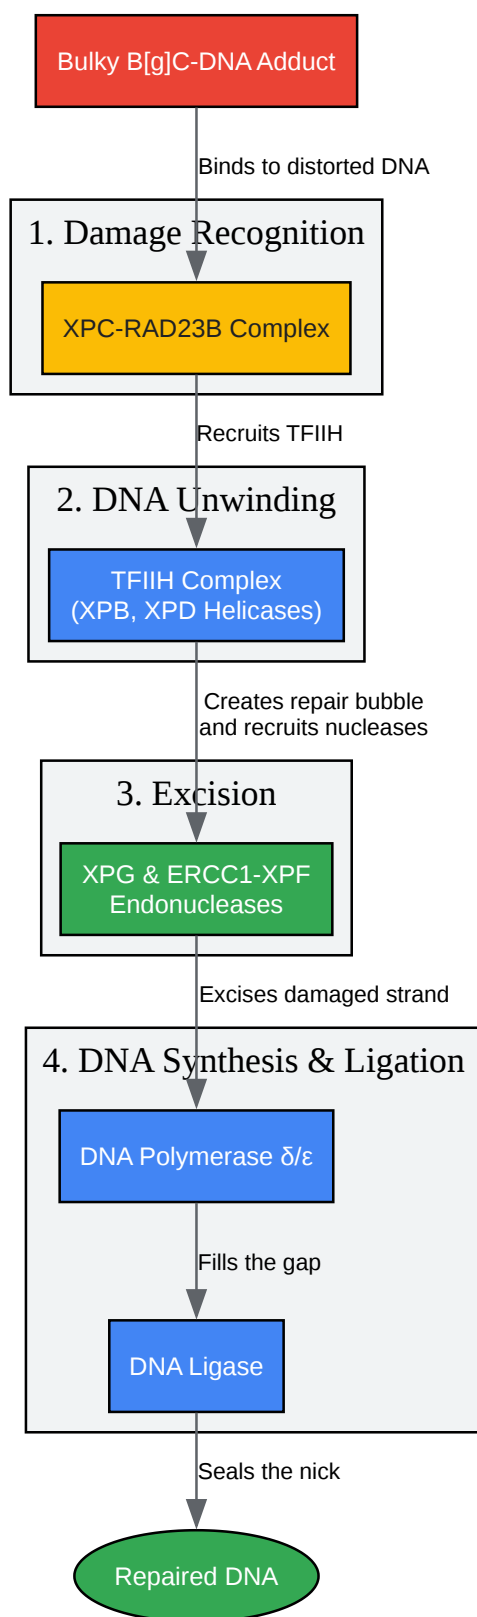 Bulky B[g]C-DNA Adduct
Binds to distorted DNA
1. Damage Recognition
XPC-RAD23B Complex
Recruits TFIIH
2. DNA Unwinding
TFIIH Complex
(XPB, XPD Helicases)
Creates repair bubble
and recruits nucleases
3. Excision
XPG & ERCC1-XPF
Endonucleases
Excises damaged strand
4. DNA Synthesis & Ligation
DNA Polymerase δ/ε
Fills the gap
DNA Ligase
Seals the nick
Repaired DNA